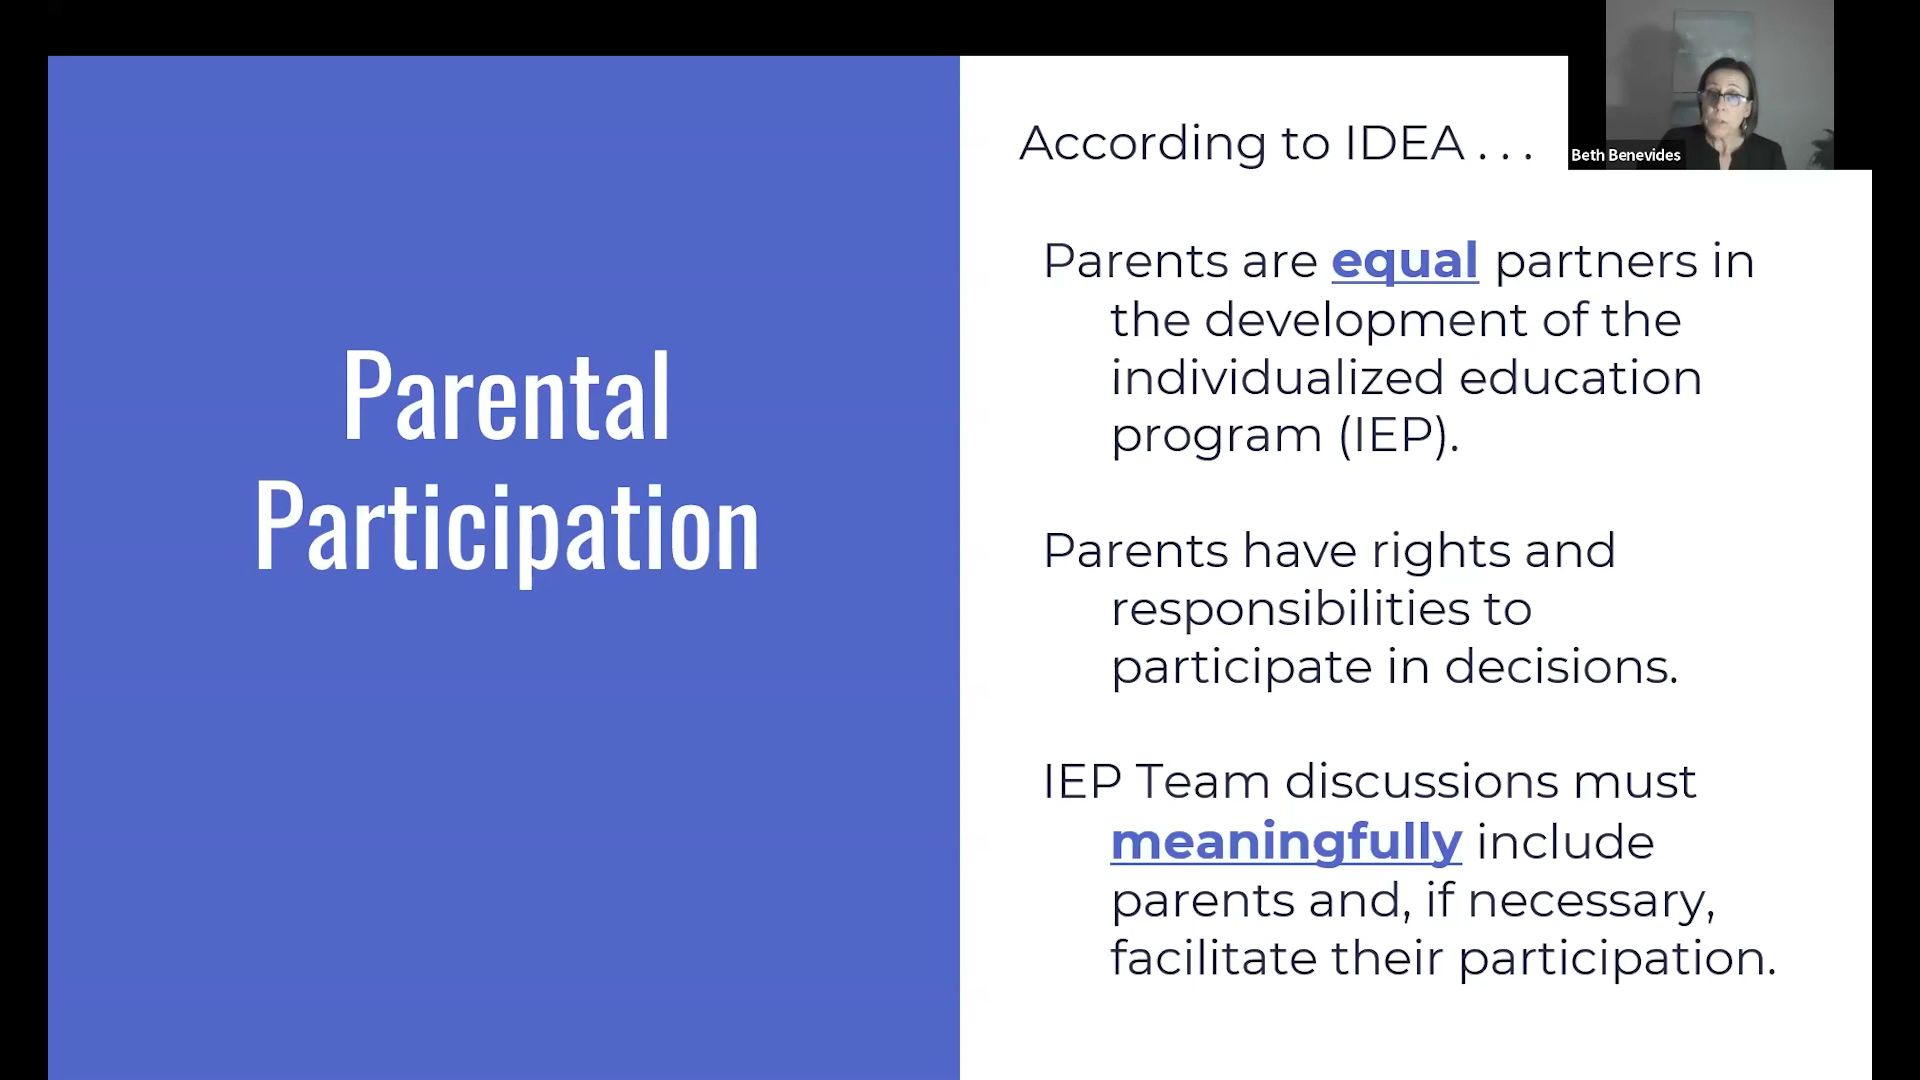 Parental
Participation
According to IDEA . . .
Beth Benevides
Parents are equal partners in
the development of the
individualized education
program (IEP).
Parents have rights and
responsibilities to
participate in decisions.
IEP Team discussions must
meaningfully include
parents and, if necessary,
facilitate their participation.